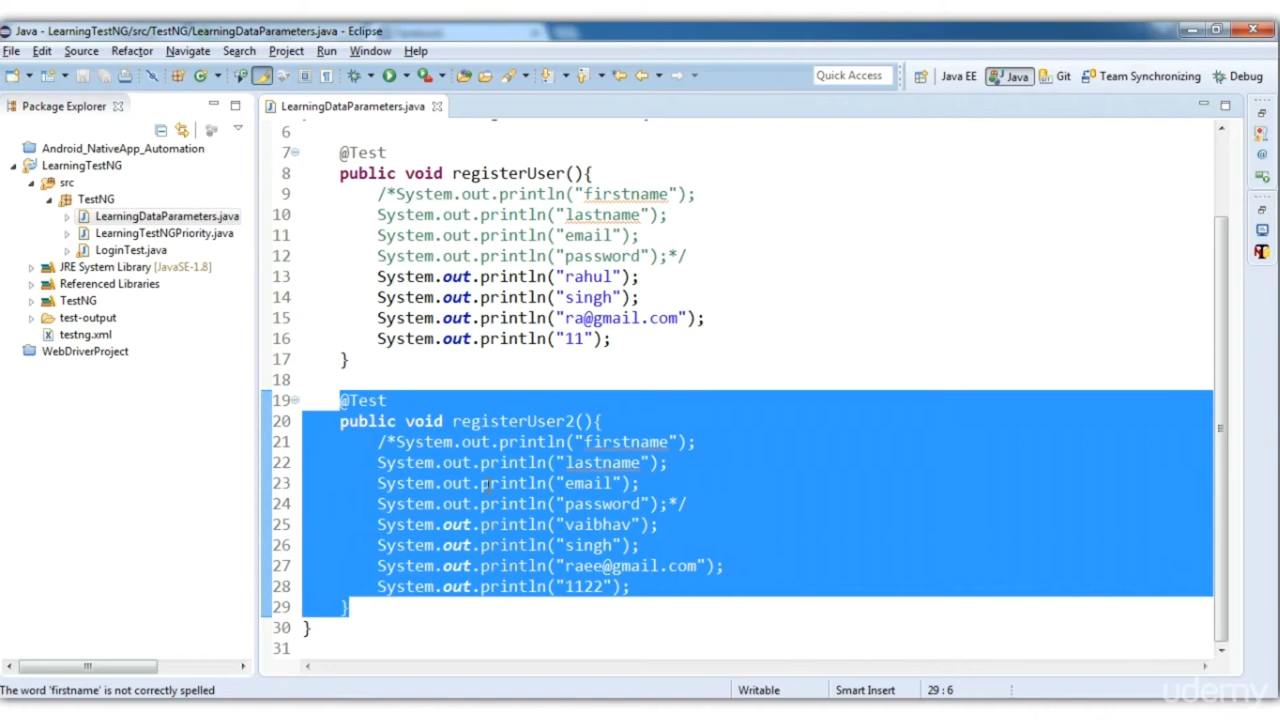 Java - LearningTestNG/src/TestNG/LearningDataParameters.java - Eclipse
File Edit Source Refactor Navigate Search Project Run Window Help
Quick Access Java EE Java Git Team Synchronizing Debug
Package Explorer
LearningDataParameters.java
Android_NativeApp_Automation
LearningTestNG
src
TestNG
LearningDataParameters.java
LearningTestNGPriority.java
LoginTest.java
JRE System Library [JavaSE-1.8]
Referenced Libraries
TestNG
test-output
testng.xml
WebDriverProject
6
7 @Test
8 public void registerUser(){
9 /*System.out.println("firstname");
10 System.out.println("lastname");
11 System.out.println("email");
12 System.out.println("password");*/
13 System.out.println("rahul");
14 System.out.println("singh");
15 System.out.println("ra@gmail.com");
16 System.out.println("11");
17 }
18
19 @Test
20 public void registerUser2(){
21 /*System.out.println("firstname");
22 System.out.println("lastname");
23 System.out.println("email");
24 System.out.println("password");*/
25 System.out.println("vaibhav");
26 System.out.println("singh");
27 System.out.println("raee@gmail.com");
28 System.out.println("1122");
29 }
30 }
31
The word 'firstname' is not correctly spelled
Writable Smart Insert 29 : 6
udemy